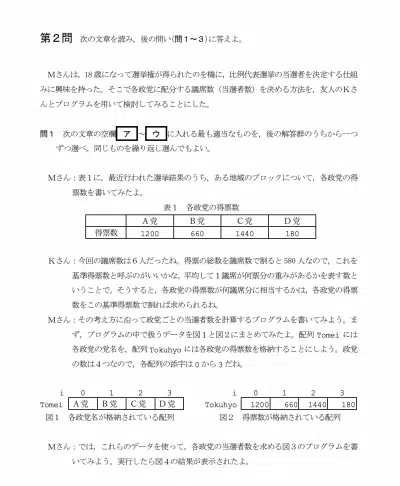 第2問 次の文章を読み，後の問い(問1～3)に答えよ。
Mさんは，18歳になって選挙権が得られたのを機に，比例代表選挙の当選者を決定する仕組
みに興味を持った。そこで各政党に配分する議席数（当選者数）を決める方法を，友人のKさ
んとプログラムを用いて検討してみることにした。
問1 次の文章の空欄 ア ～ ウ に入れる最も適当なものを，後の解答群のうちから一つ
ずつ選べ。同じものを繰り返し選んでもよい。
Mさん：表1に，最近行われた選挙結果のうち，ある地域のブロックについて，各政党の得
票数を書いてみたよ。
表1 各政党の得票数
A党 B党 C党 D党
得票数 1200 660 1440 180
Kさん：今回の議席数は6人だったね。得票の総数を議席数で割ると580人なので，これを
基準得票数と呼ぶのがいいかな。平均して1議席が何票分の重みがあるかを表す数と
いうことで。そうすると，各政党の得票数が何議席分に相当するかは，各政党の得票
数をこの基準得票数で割れば求められるね。
Mさん：その考え方に沿って政党ごとの当選者数を計算するプログラムを書いてみよう。ま
ず，プログラムの中で扱うデータを図1と図2にまとめてみたよ。配列 Tomei には
各政党の党名を，配列 Tokuhyo には各政党の得票数を格納することにしよう。政党
の数は4つなので，各配列の添字は0から3だね。
i 0 1 2 3
Tomei A党 B党 C党 D党
図1 各政党名が格納されている配列
i 0 1 2 3
Tokuhyo 1200 660 1440 180
図2 得票数が格納されている配列
Mさん：では，これらのデータを使って，各政党の当選者数を求める図3のプログラムを書
いてみよう。実行したら図4の結果が表示されたよ。